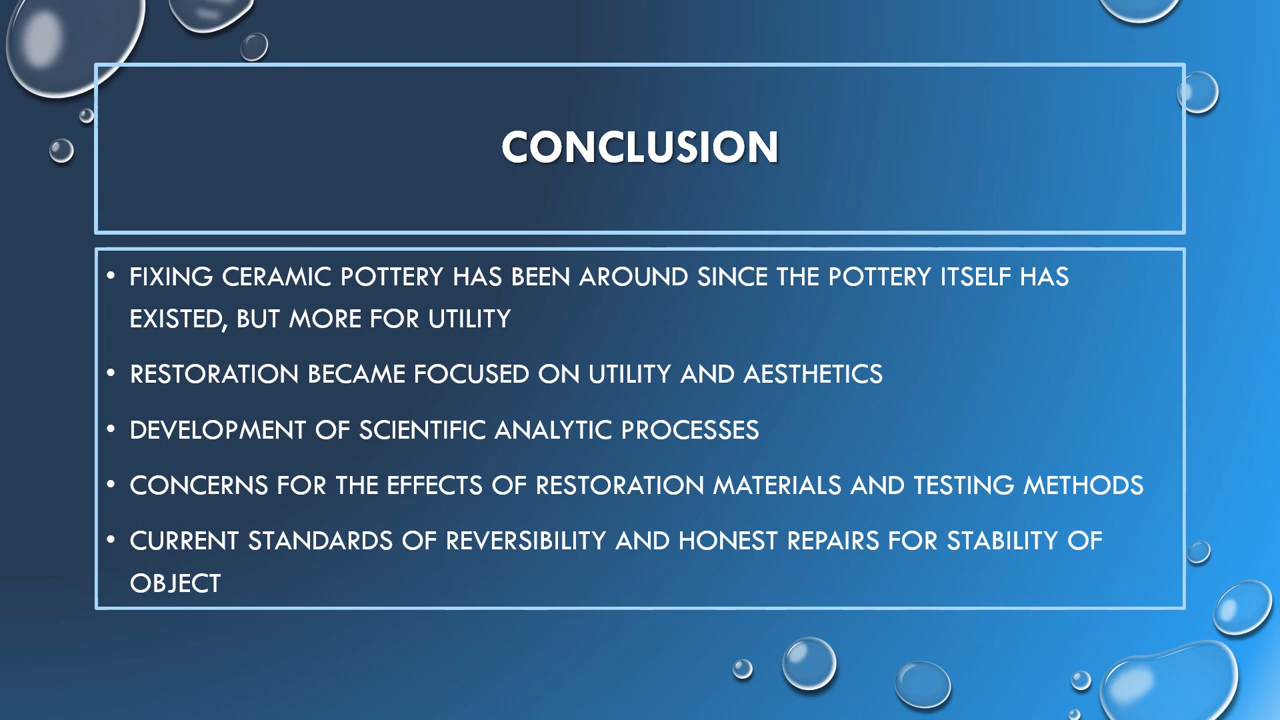 CONCLUSION
• FIXING CERAMIC POTTERY HAS BEEN AROUND SINCE THE POTTERY ITSELF HAS
EXISTED, BUT MORE FOR UTILITY
• RESTORATION BECAME FOCUSED ON UTILITY AND AESTHETICS
• DEVELOPMENT OF SCIENTIFIC ANALYTIC PROCESSES
• CONCERNS FOR THE EFFECTS OF RESTORATION MATERIALS AND TESTING METHODS
• CURRENT STANDARDS OF REVERSIBILITY AND HONEST REPAIRS FOR STABILITY OF
OBJECT